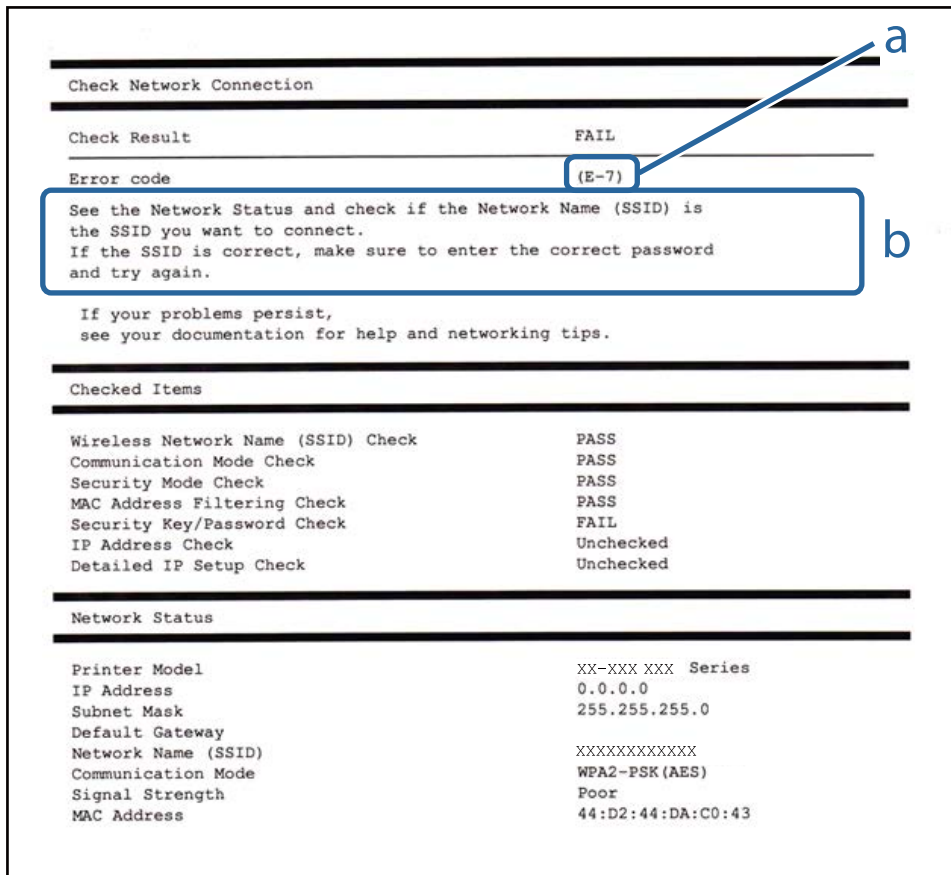 a
Check Network Connection
Check Result FAIL
Error code (E-7)
See the Network Status and check if the Network Name (SSID) is
the SSID you want to connect.
If the SSID is correct, make sure to enter the correct password
and try again.
b
If your problems persist,
see your documentation for help and networking tips.
Checked Items
Wireless Network Name (SSID) Check PASS
Communication Mode Check PASS
Security Mode Check PASS
MAC Address Filtering Check PASS
Security Key/Password Check FAIL
IP Address Check Unchecked
Detailed IP Setup Check Unchecked
Network Status
Printer Model XX-XXX XXX Series
IP Address 0.0.0.0
Subnet Mask 255.255.255.0
Default Gateway
Network Name (SSID) XXXXXXXXXXXX
Communication Mode WPA2-PSK(AES)
Signal Strength Poor
MAC Address 44:D2:44:DA:C0:43